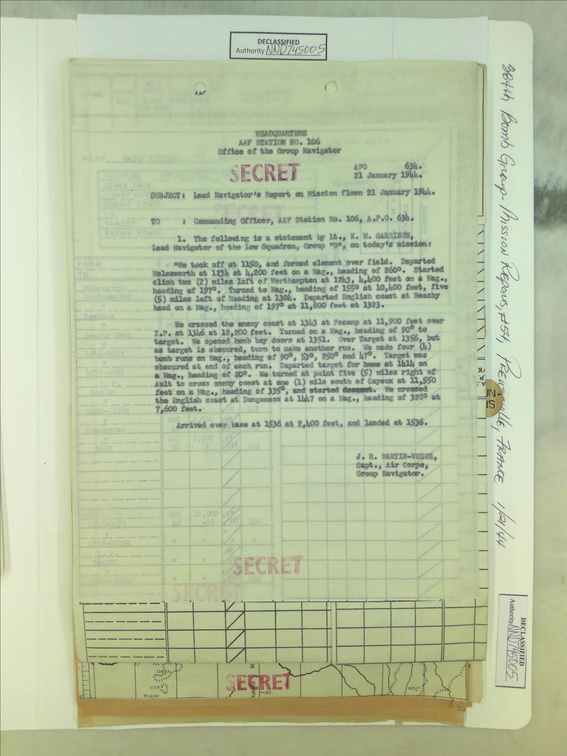 DECLASSIFIED
Authority NND745005
HEADQUARTERS
AAF STATION NO. 106
Office of the Group Navigator
SECRET
APO 634.
21 January 1944.
SUBJECT: Lead Navigator's Report on Mission flown 21 January 1944.
TO : Commanding Officer, AAF Station No. 106, A.P.O. 634.
1. The following is a statement by Lt., K. M. GARRISON,
Lead Navigator of the Low Squadron, Group "B", on today's mission:
"We took off at 1150, and formed element over field. Departed
Molesworth at 1234 at 4,200 feet on a Mag., heading of 260°. Started
climb two (2) miles left of Northampton at 1243, 4,400 feet on a Mag.,
heading of 197°. Turned to Mag., heading of 155° at 10,400 feet, five
(5) miles left of Reading at 1304. Departed English coast at Beachy
head on a Mag., heading of 197° at 11,800 feet at 1323.
We crossed the enemy coast at 1343 at Fecamp at 11,900 feet over
I.P. at 1346 at 12,200 feet. Turned on a Mag., heading of 90° to
target. We opened bomb bay doors at 1351. Over Target at 1356, but
as target is obscured, turn to make another run. We made four (4)
bomb runs on Mag., heading of 90°, 53°, 250° and 47°. Target was
obscured at end of each run. Departed target for home at 1414 on
a Mag., heading of 20°. We turned at point five (5) miles right of
Ault to cross enemy coast at one (1) mile south of Cayeux at 11,550
feet on a Mag., heading of 335°, and started descent. We crossed
the English coast at Dungeness at 1447 on a Mag., heading of 328° at
7,600 feet.
Arrived over base at 1536 at 2,400 feet, and landed at 1536.
J. R. MARTIN-VEGUE,
Capt., Air Corps,
Group Navigator.
SECRET
SECRET
SECRET
384th Bomb Group - Mission Reports #54, France 1/21/44
DECLASSIFIED
Authority NND745005